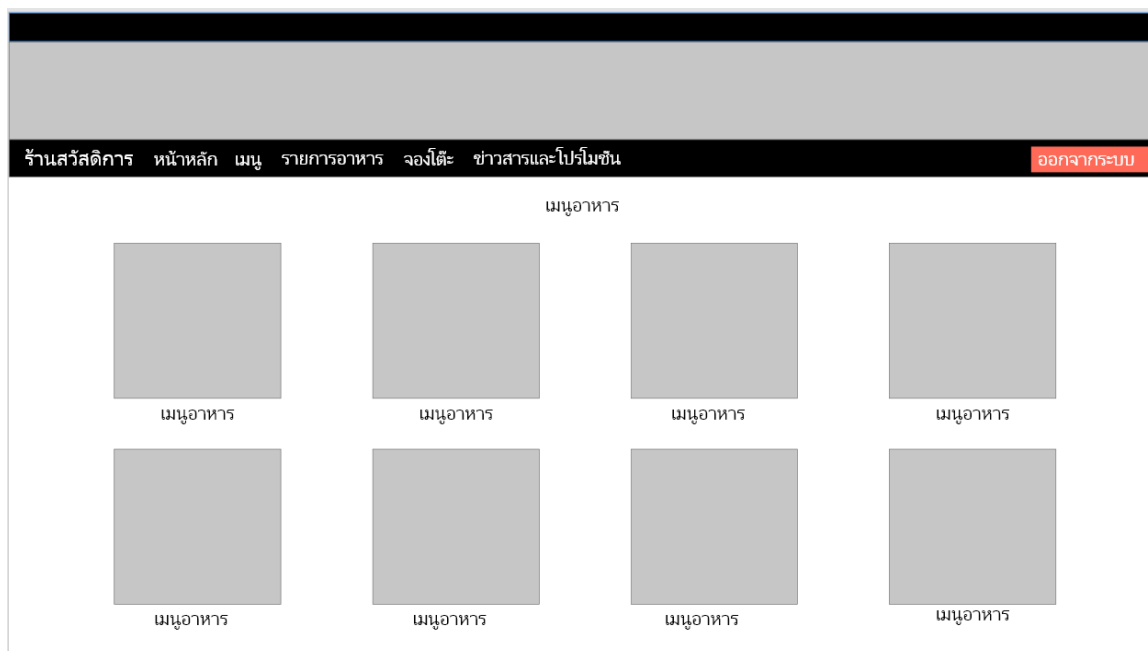 ร้านสวัสดิการ หน้าหลัก เมนู รายการอาหาร จองโต๊ะ ข่าวสารและโปรโมชัน ออกจากระบบ
เมนูอาหาร
เมนูอาหาร เมนูอาหาร เมนูอาหาร เมนูอาหาร
เมนูอาหาร เมนูอาหาร เมนูอาหาร เมนูอาหาร